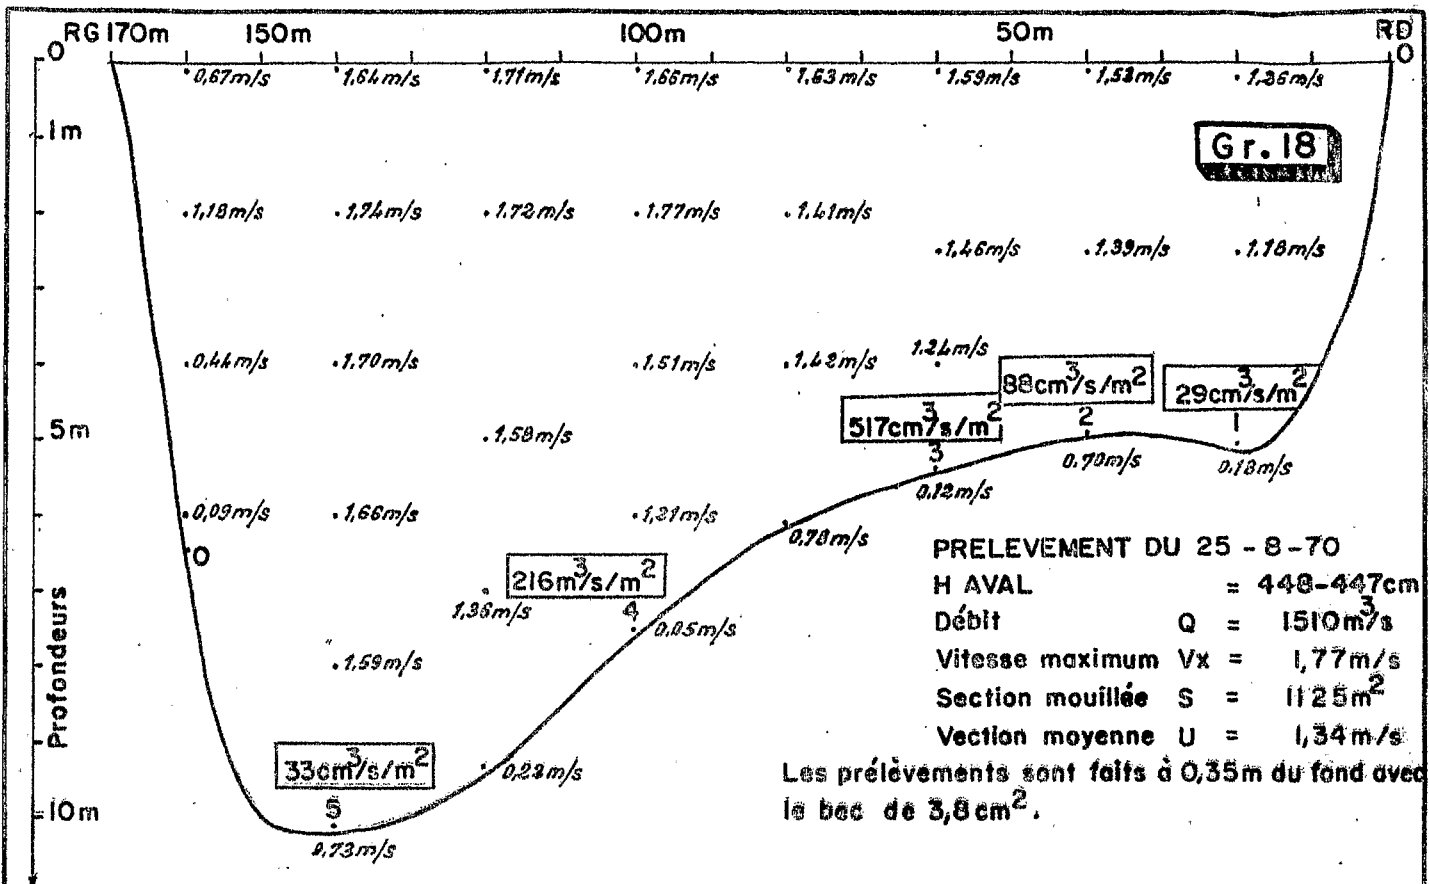 RG 170m 150m 100m 50m RD
0 0
.0,67m/s .1,64m/s .1,71m/s .1,66m/s .1,63m/s .1,59m/s .1,26m/s
1m
Gr. 18
.1,18m/s .1,74m/s .1.72m/s .1.77m/s .1.41m/s
.1,46m/s .1.39m/s .1.18m/s
1.24m/s
.0.44m/s .1.70m/s .1.51m/s .1.42m/s
88cm³/s/m² 29cm³/s/m²
517cm³/s/m² 2 1
5m .1,58m/s 3
0.70m/s 0.18m/s
0.12m/s
.0,09m/s .1,66m/s .1,21m/s
0.78m/s
0
216m³/s/m²
1,36m/s 4
0.05m/s
.1,59m/s
Profondeurs
33cm³/s/m² 0,22m/s
10m 5
0.73m/s
PRELEVEMENT DU 25-8-70
H AVAL = 448-447cm
Débit Q = 1510m³/s
Vitesse maximum Vx = 1,77m/s
Section mouillée S = 1125m²
Vection moyenne U = 1,34m/s
Les prélèvements sont faits à 0,35m du fond avec
le bec de 3,8cm².